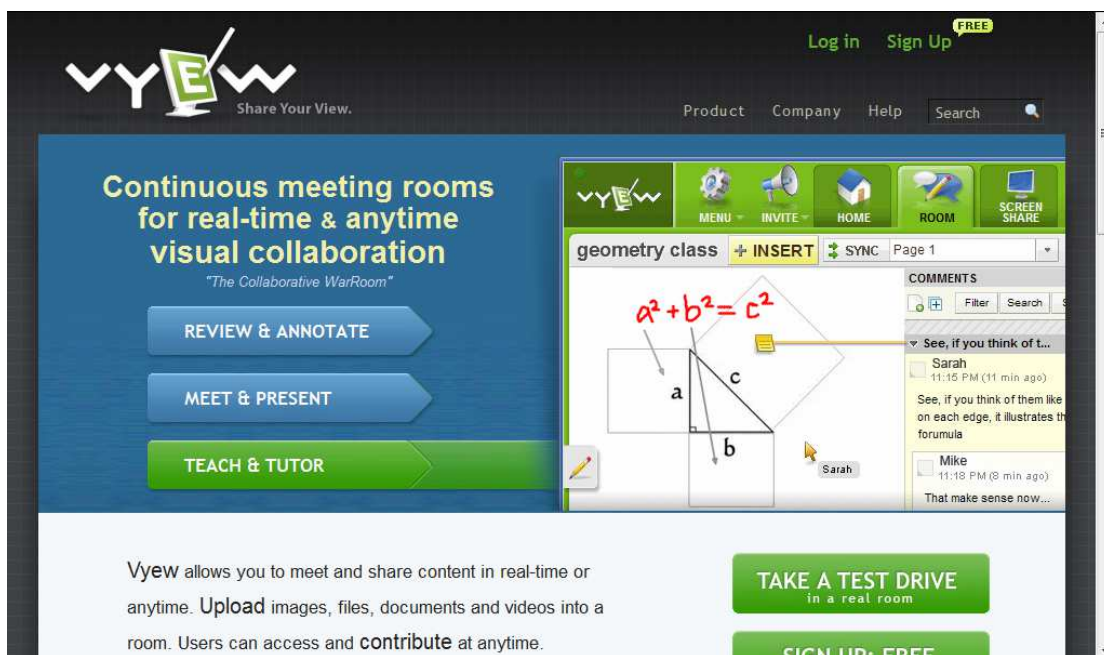 FREE
Log in Sign Up
VYEW
Share Your View.
Product Company Help Search
Continuous meeting rooms
for real-time & anytime
visual collaboration
"The Collaborative WarRoom"
REVIEW & ANNOTATE
MEET & PRESENT
TEACH & TUTOR
VYEW MENU INVITE HOME ROOM SCREEN SHARE
geometry class INSERT SYNC Page 1
COMMENTS
Filter Search S
a² + b² = c²
a
c
b
Sarah
See, if you think of t...
Sarah
11:15 PM (11 min ago)
See, if you think of them like
on each edge, it illustrates th
forumula
Mike
11:18 PM (8 min ago)
That make sense now...
Vyew allows you to meet and share content in real-time or
anytime. Upload images, files, documents and videos into a
room. Users can access and contribute at anytime.
TAKE A TEST DRIVE
in a real room
SIGN UP: FREE